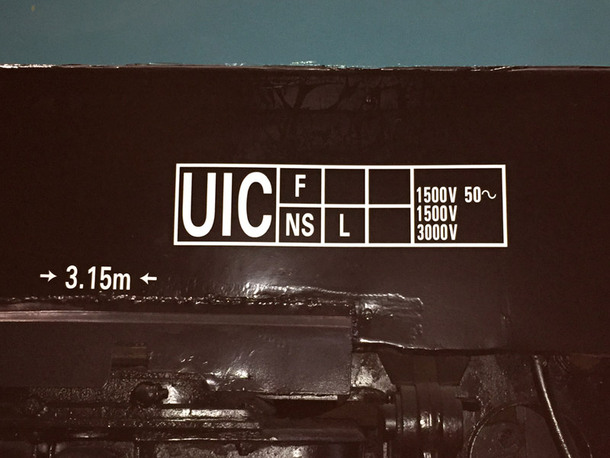 UIC
F
NS L
1500V 50~
1500V
3000V
→ 3.15m ←